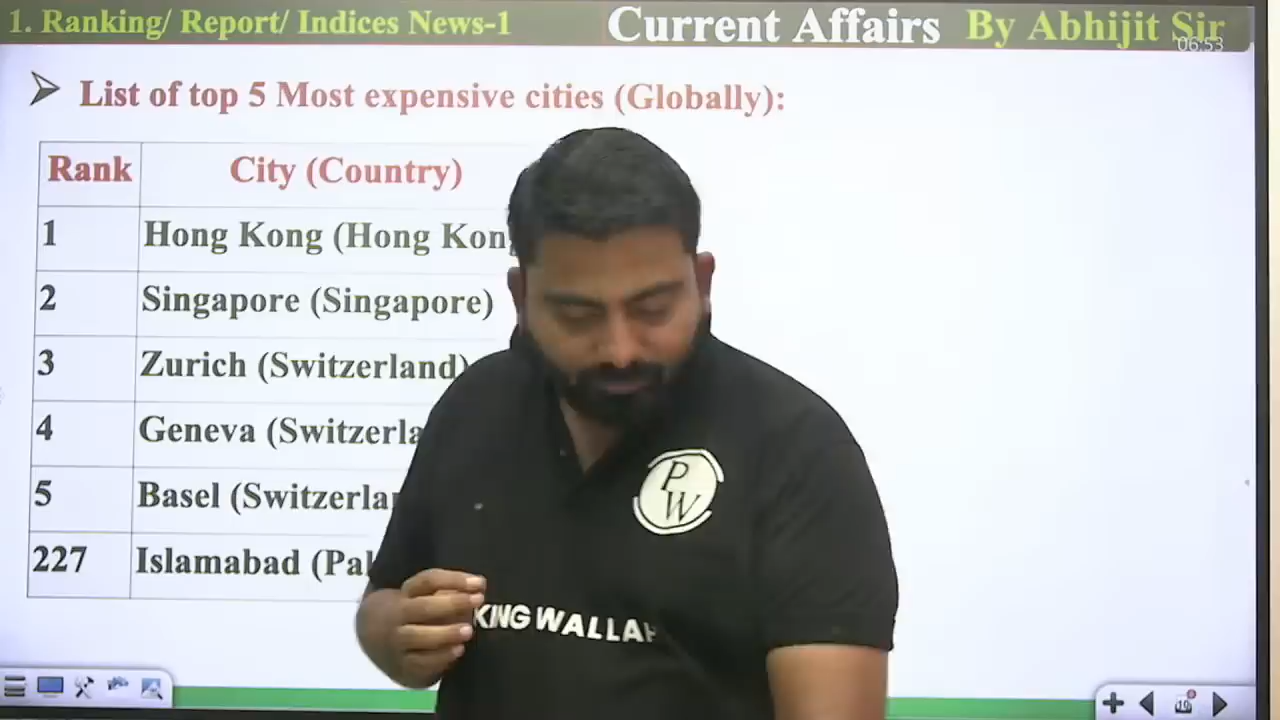 1. Ranking/ Report/ Indices News-1 Current Affairs By Abhijit Sir
06:53
➤ List of top 5 Most expensive cities (Globally):
Rank City (Country)
1 Hong Kong (Hong Kon
2 Singapore (Singapore)
3 Zurich (Switzerland)
4 Geneva (Switzerla
5 Basel (Switzerla
227 Islamabad (Pa
PW
KING WALLAH